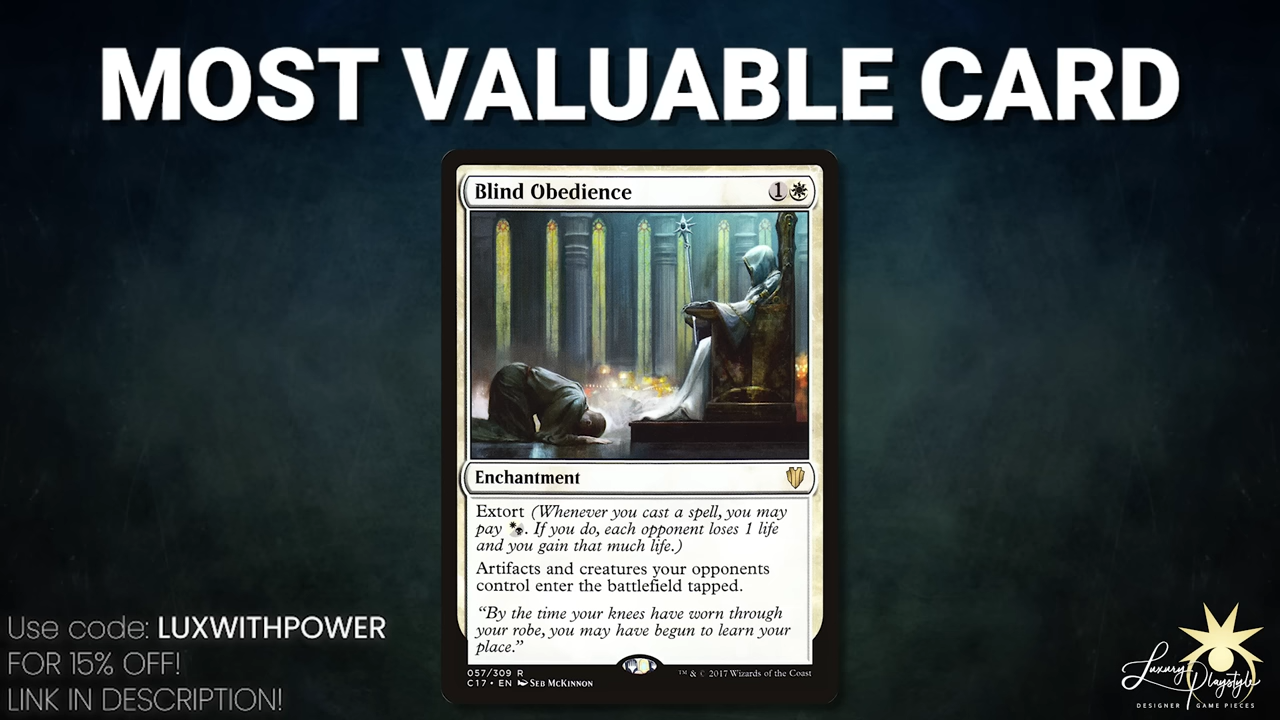 MOST VALUABLE CARD
Blind Obedience 1
Enchantment
Extort (Whenever you cast a spell, you may
pay . If you do, each opponent loses 1 life
and you gain that much life.)
Artifacts and creatures your opponents
control enter the battlefield tapped.
“By the time your knees have worn through
your robe, you may have begun to learn your
place.”
057/309 R
C17 • EN SEB MCKINNON
™ & © 2017 Wizards of the Coast
Use code: LUXWITHPOWER
FOR 15% OFF!
LINK IN DESCRIPTION!
Luxury
Playstyle
DESIGNER GAME PIECES